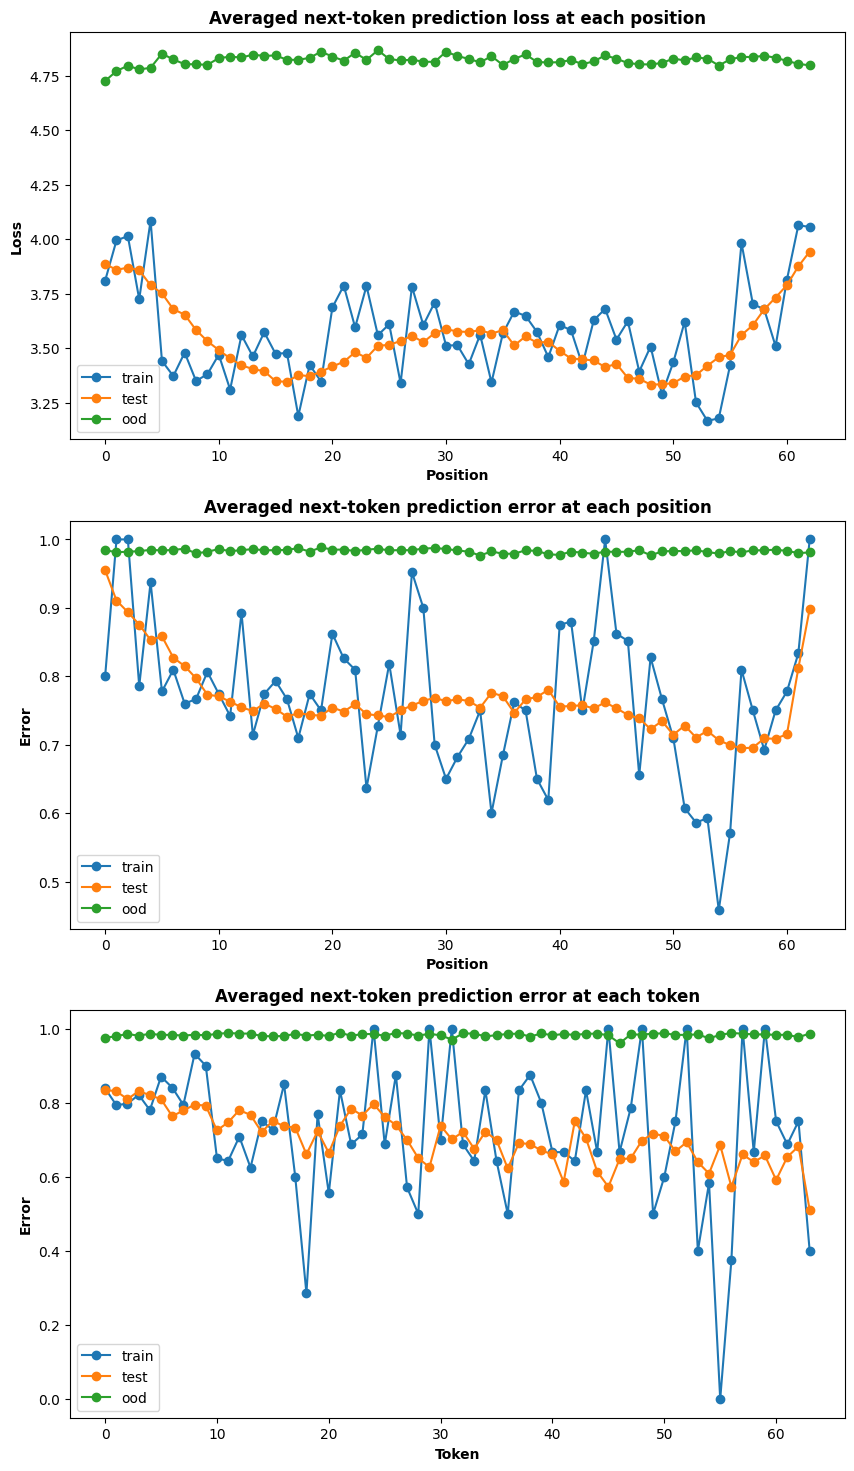 Averaged next-token prediction loss at each position
4.75
4.50
4.25
4.00
3.75
3.50
3.25
Loss
train
test
ood
0 10 20 30 40 50 60
Position
Averaged next-token prediction error at each position
1.0
0.9
0.8
0.7
0.6
0.5
Error
train
test
ood
0 10 20 30 40 50 60
Position
Averaged next-token prediction error at each token
1.0
0.8
0.6
0.4
0.2
0.0
Error
train
test
ood
0 10 20 30 40 50 60
Token